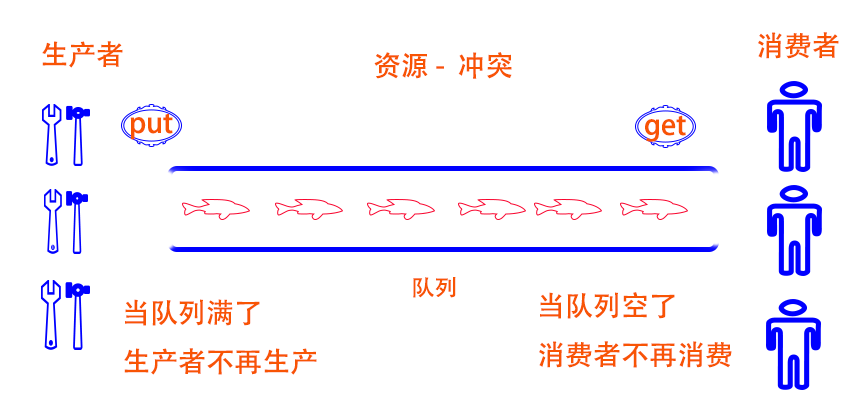 生产者
资源 - 冲突
消费者
put
get
队列
当队列满了
生产者不再生产
当队列空了
消费者不再消费